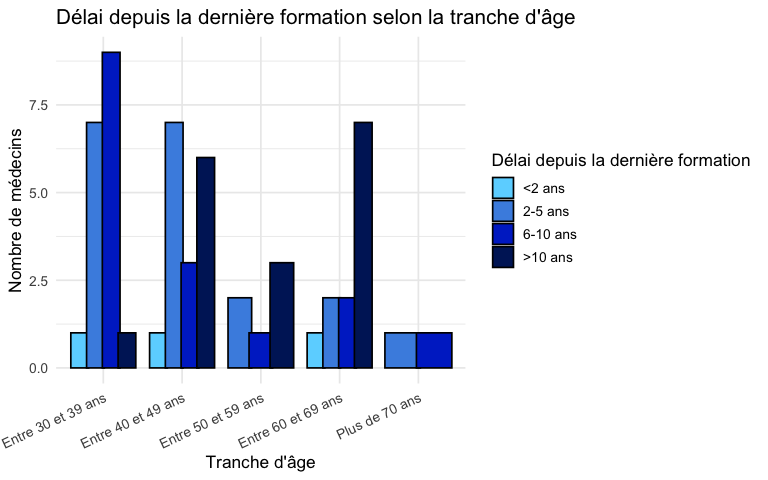 Délai depuis la dernière formation selon la tranche d'âge
Nombre de médecins
7.5
5.0
2.5
0.0
Entre 30 et 39 ans
Entre 40 et 49 ans
Entre 50 et 59 ans
Entre 60 et 69 ans
Plus de 70 ans
Tranche d'âge
Délai depuis la dernière formation
<2 ans
2-5 ans
6-10 ans
>10 ans